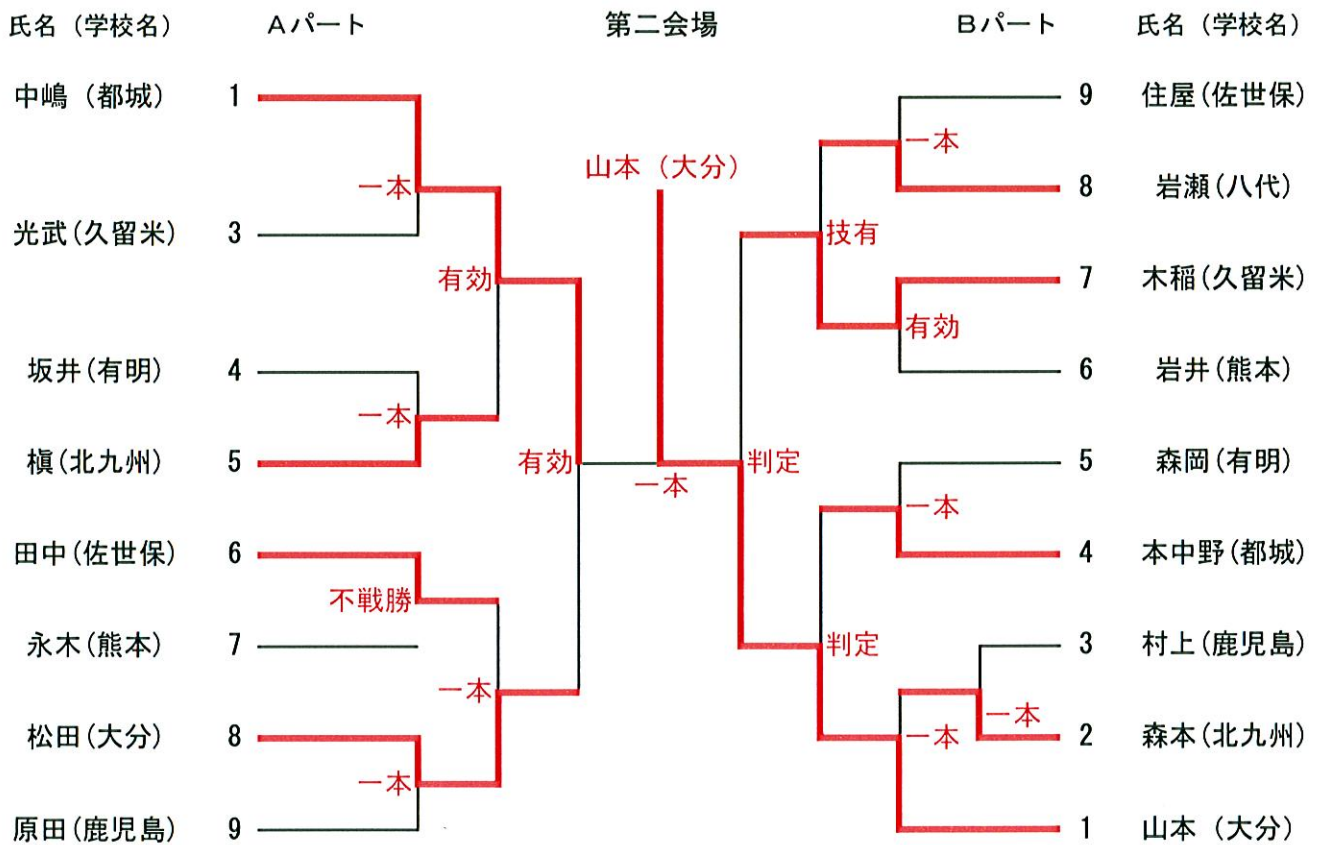 氏名（学校名） Aパート 第二会場 Bパート 氏名（学校名）
中嶋（都城） 1 9 住屋(佐世保)
一本
山本（大分）
一本 8 岩瀬(八代)
光武(久留米) 3 技有
有効 7 木稲(久留米)
有効
坂井(有明) 4 6 岩井(熊本)
一本
槇(北九州) 5 有効 一本 判定 5 森岡(有明)
一本
田中(佐世保) 6 4 本中野(都城)
不戦勝
永木(熊本) 7 判定 3 村上(鹿児島)
一本 一本
松田(大分) 8 一本 2 森本(北九州)
一本
原田(鹿児島) 9 1 山本（大分）